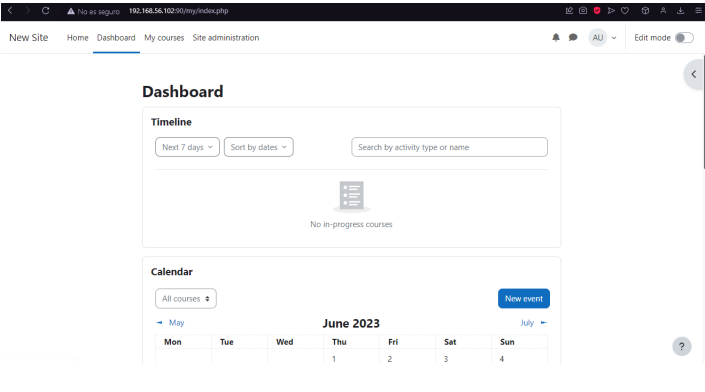 No es seguro 192.168.56.102:90/my/index.php
New Site Home Dashboard My courses Site administration AU Edit mode
Dashboard
Timeline
Next 7 days Sort by dates Search by activity type or name
No in-progress courses
Calendar
All courses New event
May June 2023 July
Mon Tue Wed Thu Fri Sat Sun
1 2 3 4
?